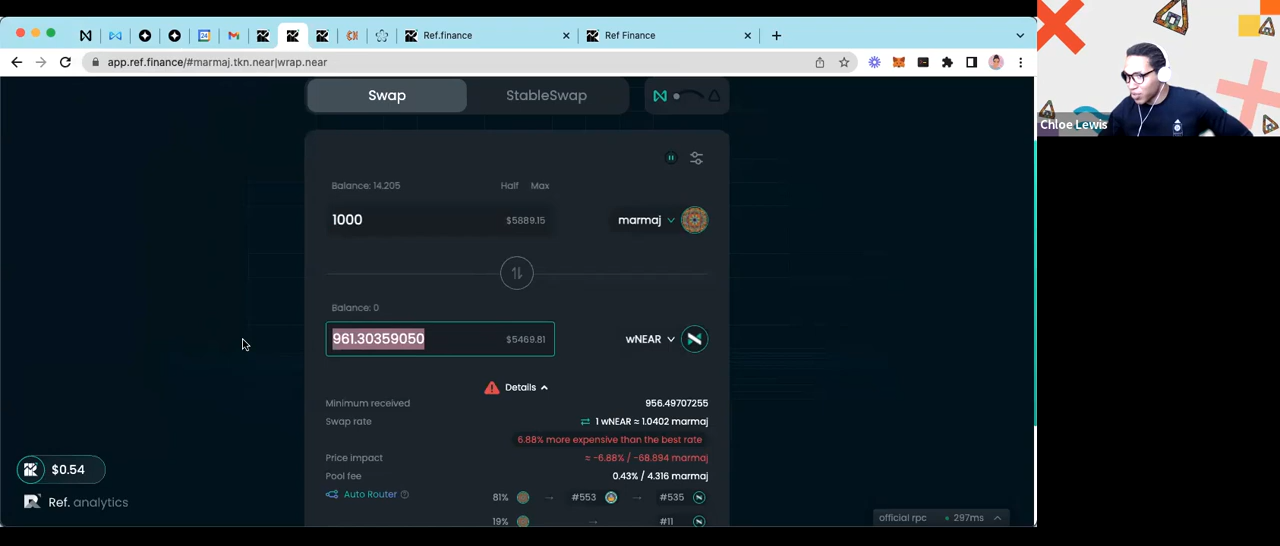 Ref.finance
Ref Finance
app.ref.finance/#marmaj.tkn.near|wrap.near
Swap
StableSwap
Chloe Lewis
Balance: 14,205
Half
Max
1000
$5889.15
marmaj
Balance: 0
961.30359050
$5469.81
wNEAR
Details
Minimum received
956.49707255
Swap rate
1 wNEAR ≈ 1.0402 marmaj
6.88% more expensive than the best rate
Price impact
≈ -6.88% / -68.894 marmaj
Pool fee
0.43% / 4.316 marmaj
Auto Router
81%
#553
#535
19%
#11
$0.54
Ref. analytics
official rpc
297ms